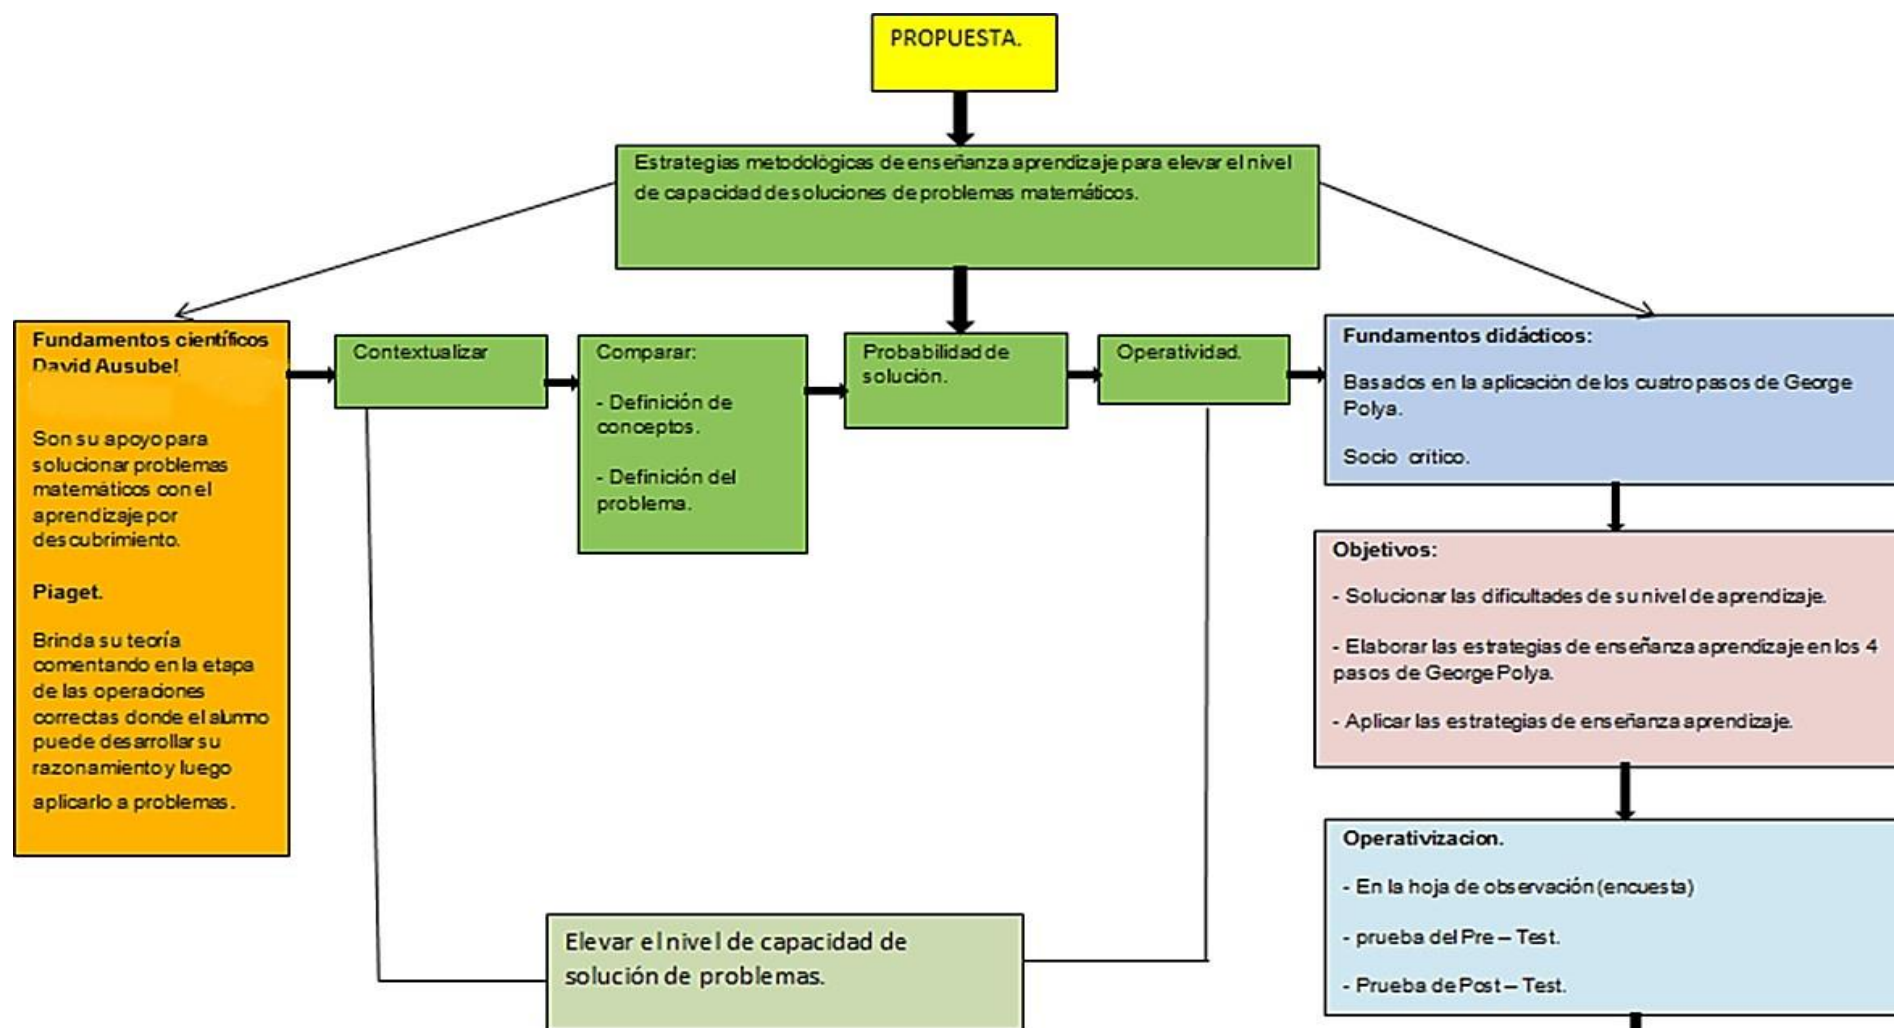 PROPUESTA.
Estrategias metodológicas de enseñanza aprendizaje para elevar el nivel
de capacidad de soluciones de problemas matemáticos.
Fundamentos científicos
David Ausubel
Son su apoyo para
solucionar problemas
matemáticos con el
aprendizaje por
descubrimiento.
Piaget.
Brinda su teoría
comentando en la etapa
de las operaciones
correctas donde el alumno
puede desarrollar su
razonamiento y luego
aplicarlo a problemas.
Contextualizar
Comparar:
- Definición de
conceptos.
- Definición del
problema.
Probabilidad de
solución.
Operatividad.
Fundamentos didácticos:
Basados en la aplicación de los cuatro pasos de George
Polya.
Socio crítico.
Objetivos:
- Solucionar las dificultades de su nivel de aprendizaje.
- Elaborar las estrategias de enseñanza aprendizaje en los 4
pasos de George Polya.
- Aplicar las estrategias de enseñanza aprendizaje.
Operativizacion.
- En la hoja de observación (encuesta)
- prueba del Pre – Test.
- Prueba de Post – Test.
Elevar el nivel de capacidad de
solución de problemas.